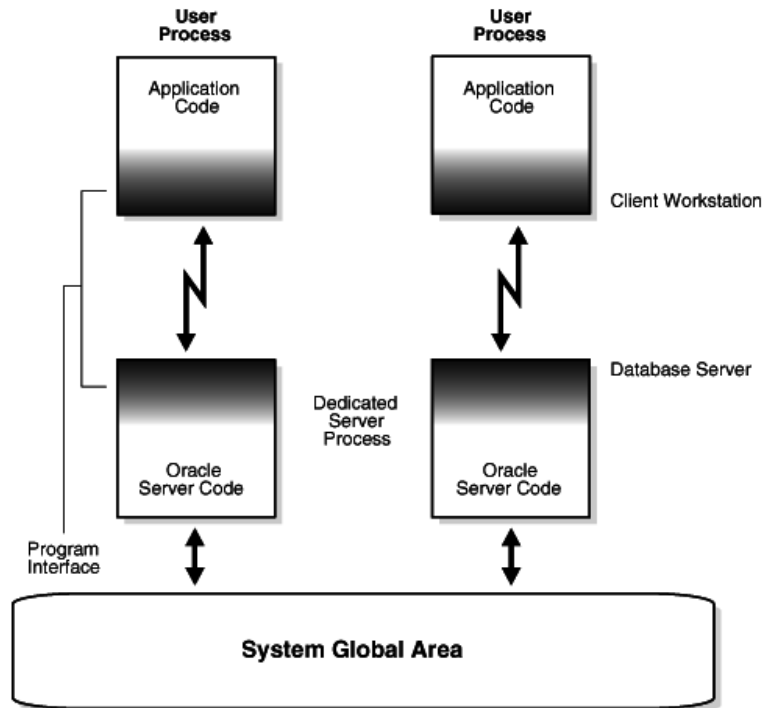 User
Process
User
Process
Application
Code
Application
Code
Client Workstation
Database Server
Dedicated
Server
Process
Oracle
Server Code
Oracle
Server Code
Program
Interface
System Global Area